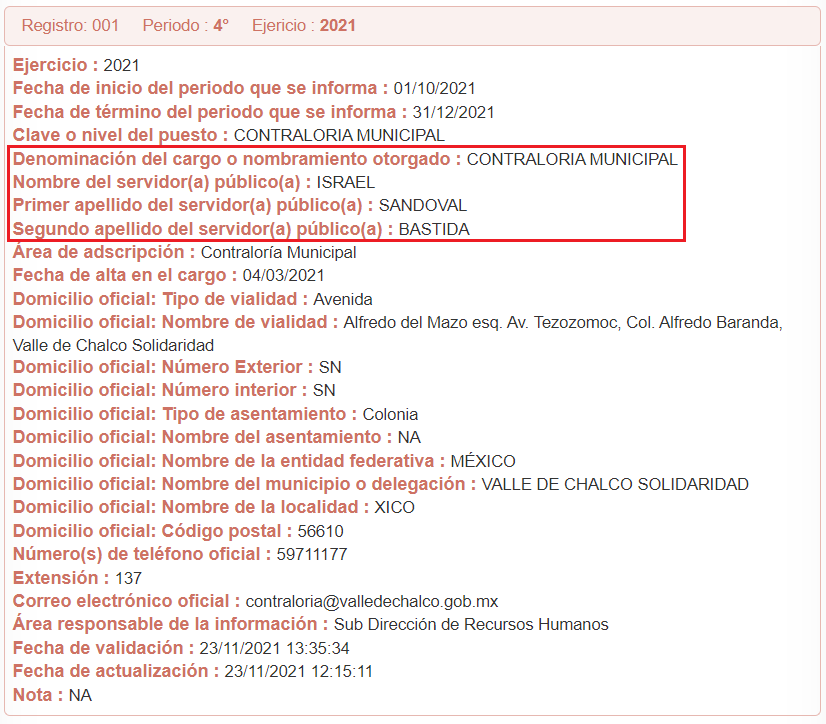 Registro: 001 Periodo : 4° Ejericio : 2021
Ejercicio : 2021
Fecha de inicio del periodo que se informa : 01/10/2021
Fecha de término del periodo que se informa : 31/12/2021
Clave o nivel del puesto : CONTRALORIA MUNICIPAL
Denominación del cargo o nombramiento otorgado : CONTRALORIA MUNICIPAL
Nombre del servidor(a) público(a) : ISRAEL
Primer apellido del servidor(a) público(a) : SANDOVAL
Segundo apellido del servidor(a) público(a) : BASTIDA
Área de adscripción : Contraloría Municipal
Fecha de alta en el cargo : 04/03/2021
Domicilio oficial: Tipo de vialidad : Avenida
Domicilio oficial: Nombre de vialidad : Alfredo del Mazo esq. Av. Tezozomoc, Col. Alfredo Baranda,
Valle de Chalco Solidaridad
Domicilio oficial: Número Exterior : SN
Domicilio oficial: Número interior : SN
Domicilio oficial: Tipo de asentamiento : Colonia
Domicilio oficial: Nombre del asentamiento : NA
Domicilio oficial: Nombre de la entidad federativa : MÉXICO
Domicilio oficial: Nombre del municipio o delegación : VALLE DE CHALCO SOLIDARIDAD
Domicilio oficial: Nombre de la localidad : XICO
Domicilio oficial: Código postal : 56610
Número(s) de teléfono oficial : 59711177
Extensión : 137
Correo electrónico oficial : contraloria@valledechalco.gob.mx
Área responsable de la información : Sub Dirección de Recursos Humanos
Fecha de validación : 23/11/2021 13:35:34
Fecha de actualización : 23/11/2021 12:15:11
Nota : NA